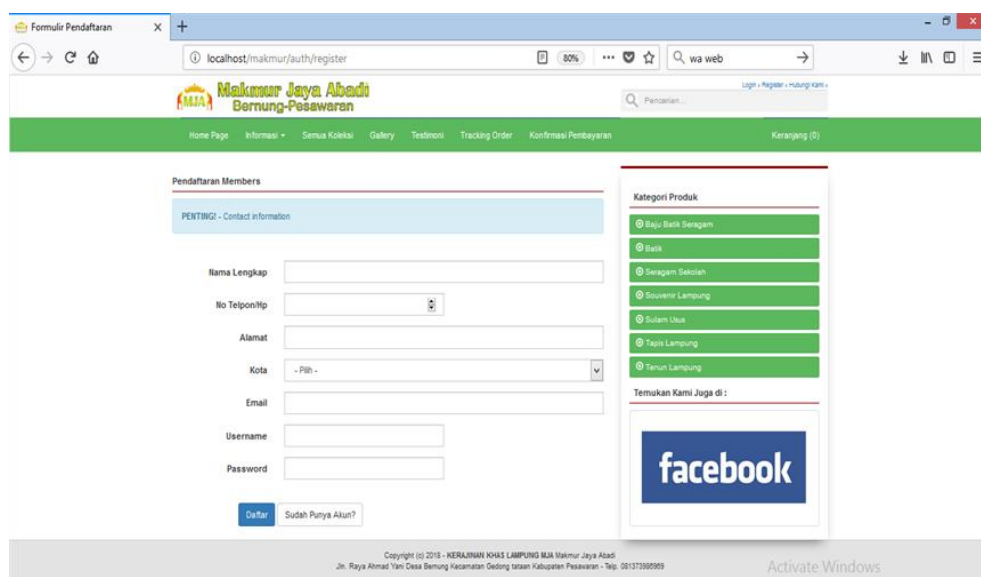 Formulir Pendaftaran
localhost/makmur/auth/register
80%
wa web
MJA
Makmur Jaya Abadi
Bernung-Pesawaran
Pencarian...
Login Register Hubungi Kami
Home Page Informasi Semua Koleksi Gallery Testimoni Tracking Order Konfirmasi Pembayaran Keranjang (0)
Pendaftaran Members
PENTING! - Contact information
Nama Lengkap
No Telpon/Hp
Alamat
Kota - Pilih -
Email
Username
Password
Daftar Sudah Punya Akun?
Kategori Produk
Baju Batik Seragam
Batik
Seragam Sekolah
Souvenir Lampung
Sulam Usus
Tapis Lampung
Tenun Lampung
Temukan Kami Juga di :
facebook
Copyright (c) 2018 - KERAJINAN KHAS LAMPUNG MJA Makmur Jaya Abadi
Jln. Raya Ahmad Yani Desa Bernung Kecamatan Gedong tataan Kabupaten Pesawaran - Telp.
Activate Windows